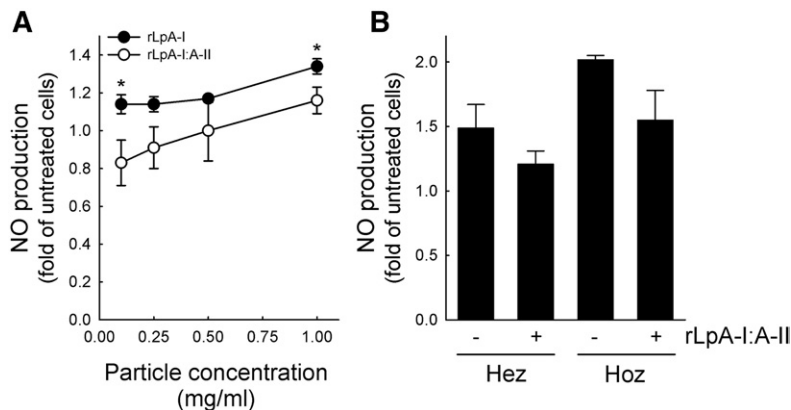 A
rLpA-I
rLpA-I:A-II
NO production
(fold of untreated cells)
1.4
1.2
1.0
0.8
0.6
0.4
0.2
0.0
*
*
0.00 0.25 0.50 0.75 1.00
Particle concentration
(mg/ml)
B
NO production
(fold of untreated cells)
2.0
1.5
1.0
0.5
0.0
- + - + rLpA-I:A-II
Hez Hoz